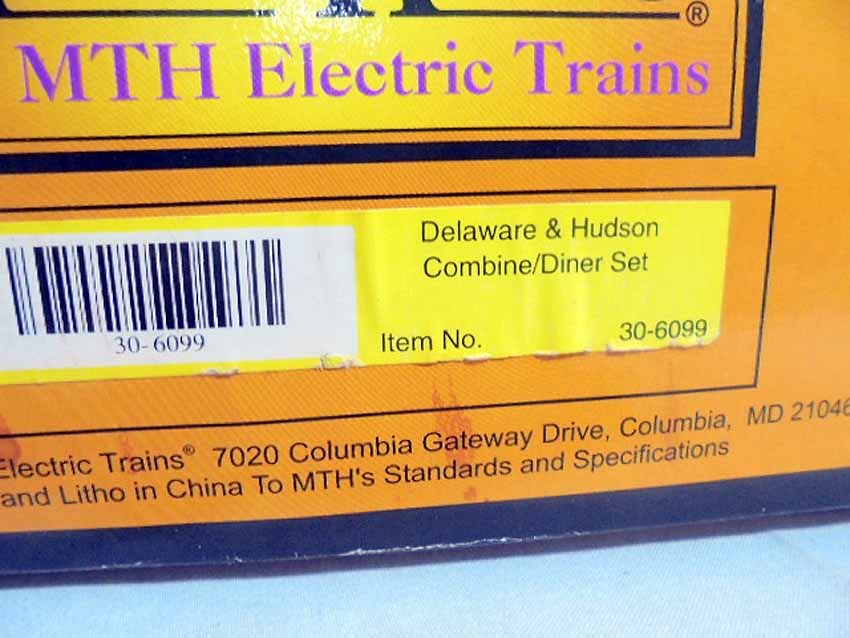 ®
MTH Electric Trains
Delaware & Hudson
Combine/Diner Set
30-6099
Item No. 30-6099
Electric Trains® 7020 Columbia Gateway Drive, Columbia, MD 21046
and Litho in China To MTH's Standards and Specifications